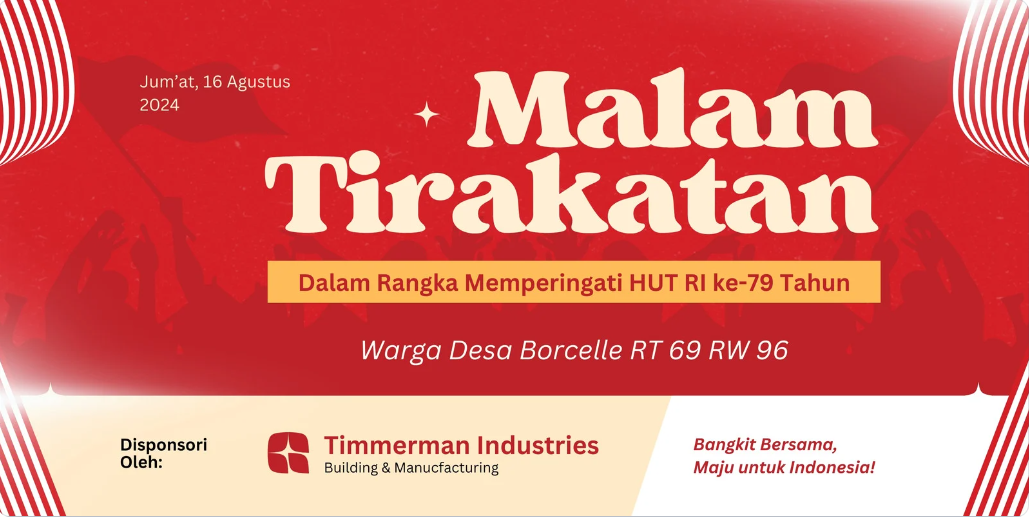 Jum'at, 16 Agustus
2024
Malam
Tirakatan
Dalam Rangka Memperingati HUT RI ke-79 Tahun
Warga Desa Borcelle RT 69 RW 96
Disponsori
Oleh:
Timmerman Industries
Building & Manucfacturing
Bangkit Bersama,
Maju untuk Indonesia!